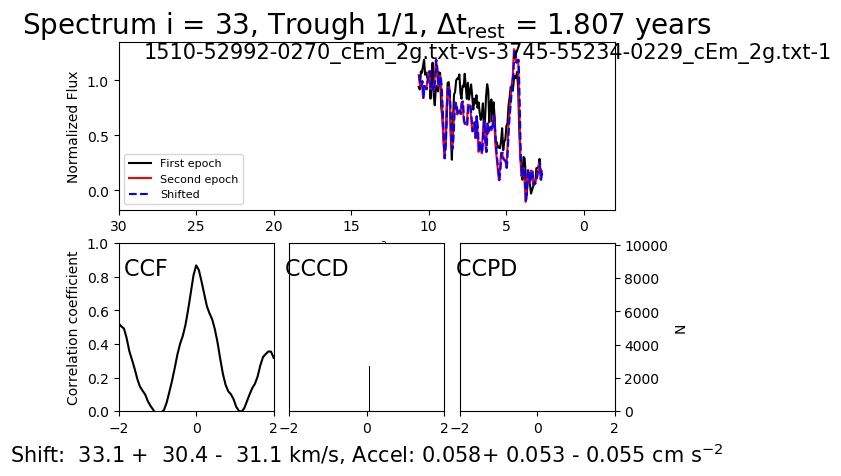 Spectrum i = 33, Trough 1/1, Δt_rest = 1.807 years
1510-52992-0270_cEm_2g.txt-vs-3745-55234-0229_cEm_2g.txt-1
Normalized Flux
1.0
0.5
0.0
First epoch
Second epoch
Shifted
30 25 20 15 10 5 0
Correlation coefficient
1.0
0.8
0.6
0.4
0.2
0.0
CCF
CCCD
CCPD
10000
8000
6000
4000
2000
0
N
−2 0 2
−2 0 2
−2 0 2
Shift: 33.1 + 30.4 - 31.1 km/s, Accel: 0.058+ 0.053 - 0.055 cm s⁻²